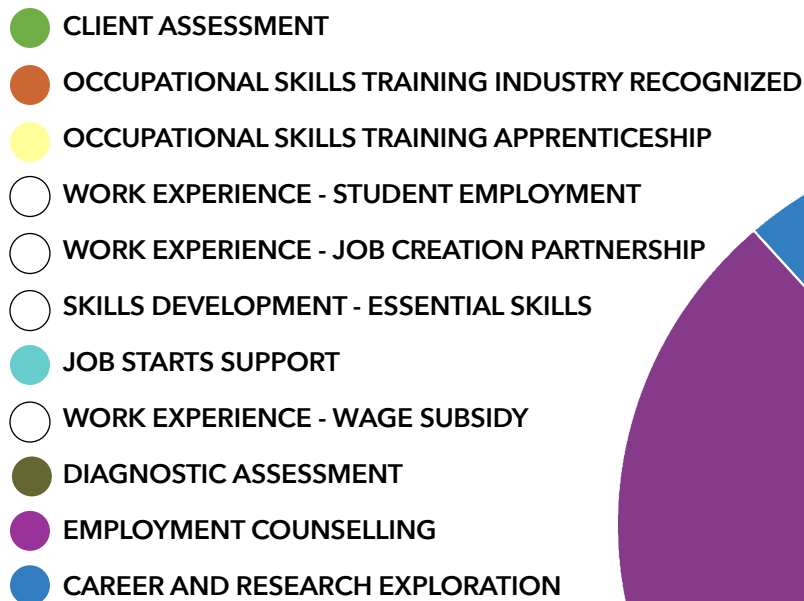 CLIENT ASSESSMENT
OCCUPATIONAL SKILLS TRAINING INDUSTRY RECOGNIZED
OCCUPATIONAL SKILLS TRAINING APPRENTICESHIP
WORK EXPERIENCE - STUDENT EMPLOYMENT
WORK EXPERIENCE - JOB CREATION PARTNERSHIP
SKILLS DEVELOPMENT - ESSENTIAL SKILLS
JOB STARTS SUPPORT
WORK EXPERIENCE - WAGE SUBSIDY
DIAGNOSTIC ASSESSMENT
EMPLOYMENT COUNSELLING
CAREER AND RESEARCH EXPLORATION